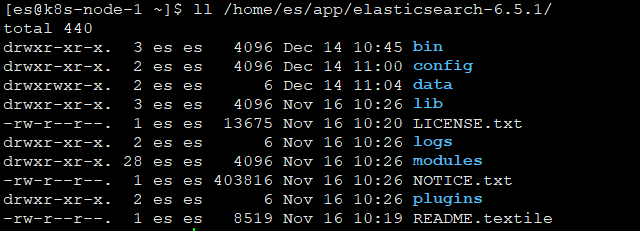 [es@k8s-node-1 ~]$ ll /home/es/app/elasticsearch-6.5.1/
total 440
drwxr-xr-x.  3 es es   4096 Dec 14 10:45 bin
drwxr-xr-x.  2 es es   4096 Dec 14 11:00 config
drwxrwxr-x.  2 es es      6 Dec 14 11:04 data
drwxr-xr-x.  3 es es   4096 Nov 16 10:26 lib
-rw-r--r--.  1 es es  13675 Nov 16 10:20 LICENSE.txt
drwxr-xr-x.  2 es es      6 Nov 16 10:26 logs
drwxr-xr-x. 28 es es   4096 Nov 16 10:26 modules
-rw-r--r--.  1 es es 403816 Nov 16 10:26 NOTICE.txt
drwxr-xr-x.  2 es es      6 Nov 16 10:26 plugins
-rw-r--r--.  1 es es   8519 Nov 16 10:19 README.textile